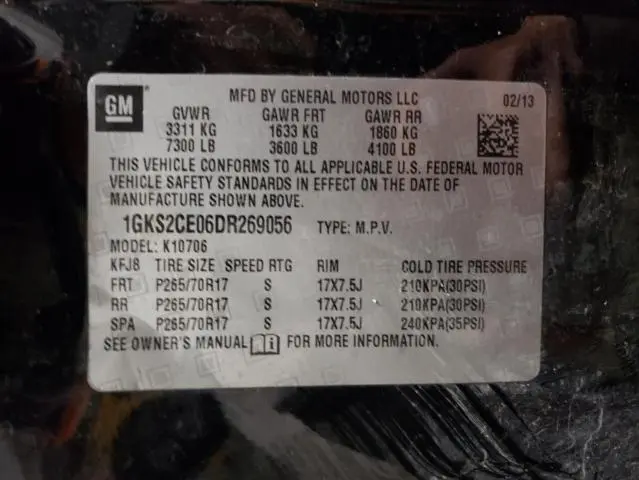 GM
MFD BY GENERAL MOTORS LLC 02/13
GVWR GAWR FRT GAWR RR
3311 KG 1633 KG 1860 KG
7300 LB 3600 LB 4100 LB
THIS VEHICLE CONFORMS TO ALL APPLICABLE U.S. FEDERAL MOTOR
VEHICLE SAFETY STANDARDS IN EFFECT ON THE DATE OF
MANUFACTURE SHOWN ABOVE.
1GKS2CE06DR269056 TYPE: M.P.V.
MODEL: K10706
KFJ8 TIRE SIZE SPEED RTG RIM COLD TIRE PRESSURE
FRT P265/70R17 S 17X7.5J 210KPA(30PSI)
RR P265/70R17 S 17X7.5J 210KPA(30PSI)
SPA P265/70R17 S 17X7.5J 240KPA(35PSI)
SEE OWNER'S MANUAL FOR MORE INFORMATION.